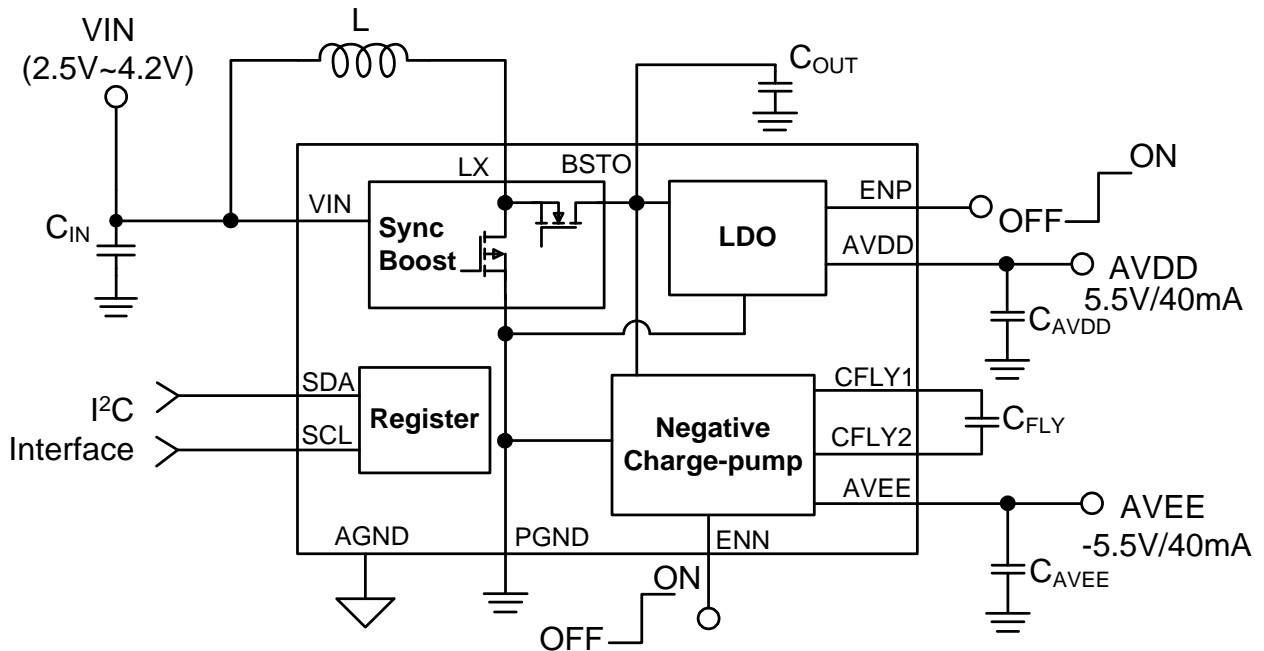 L
VIN
(2.5V~4.2V)
COUT
LX
BSTO
ON
VIN
ENP
OFF
CIN
Sync
Boost
LDO
AVDD
AVDD
5.5V/40mA
CAVDD
SDA
CFLY1
I²C
Interface
Register
Negative
Charge-pump
CFLY
SCL
CFLY2
AVEE
AVEE
-5.5V/40mA
AGND
PGND
ENN
CAVEE
ON
OFF